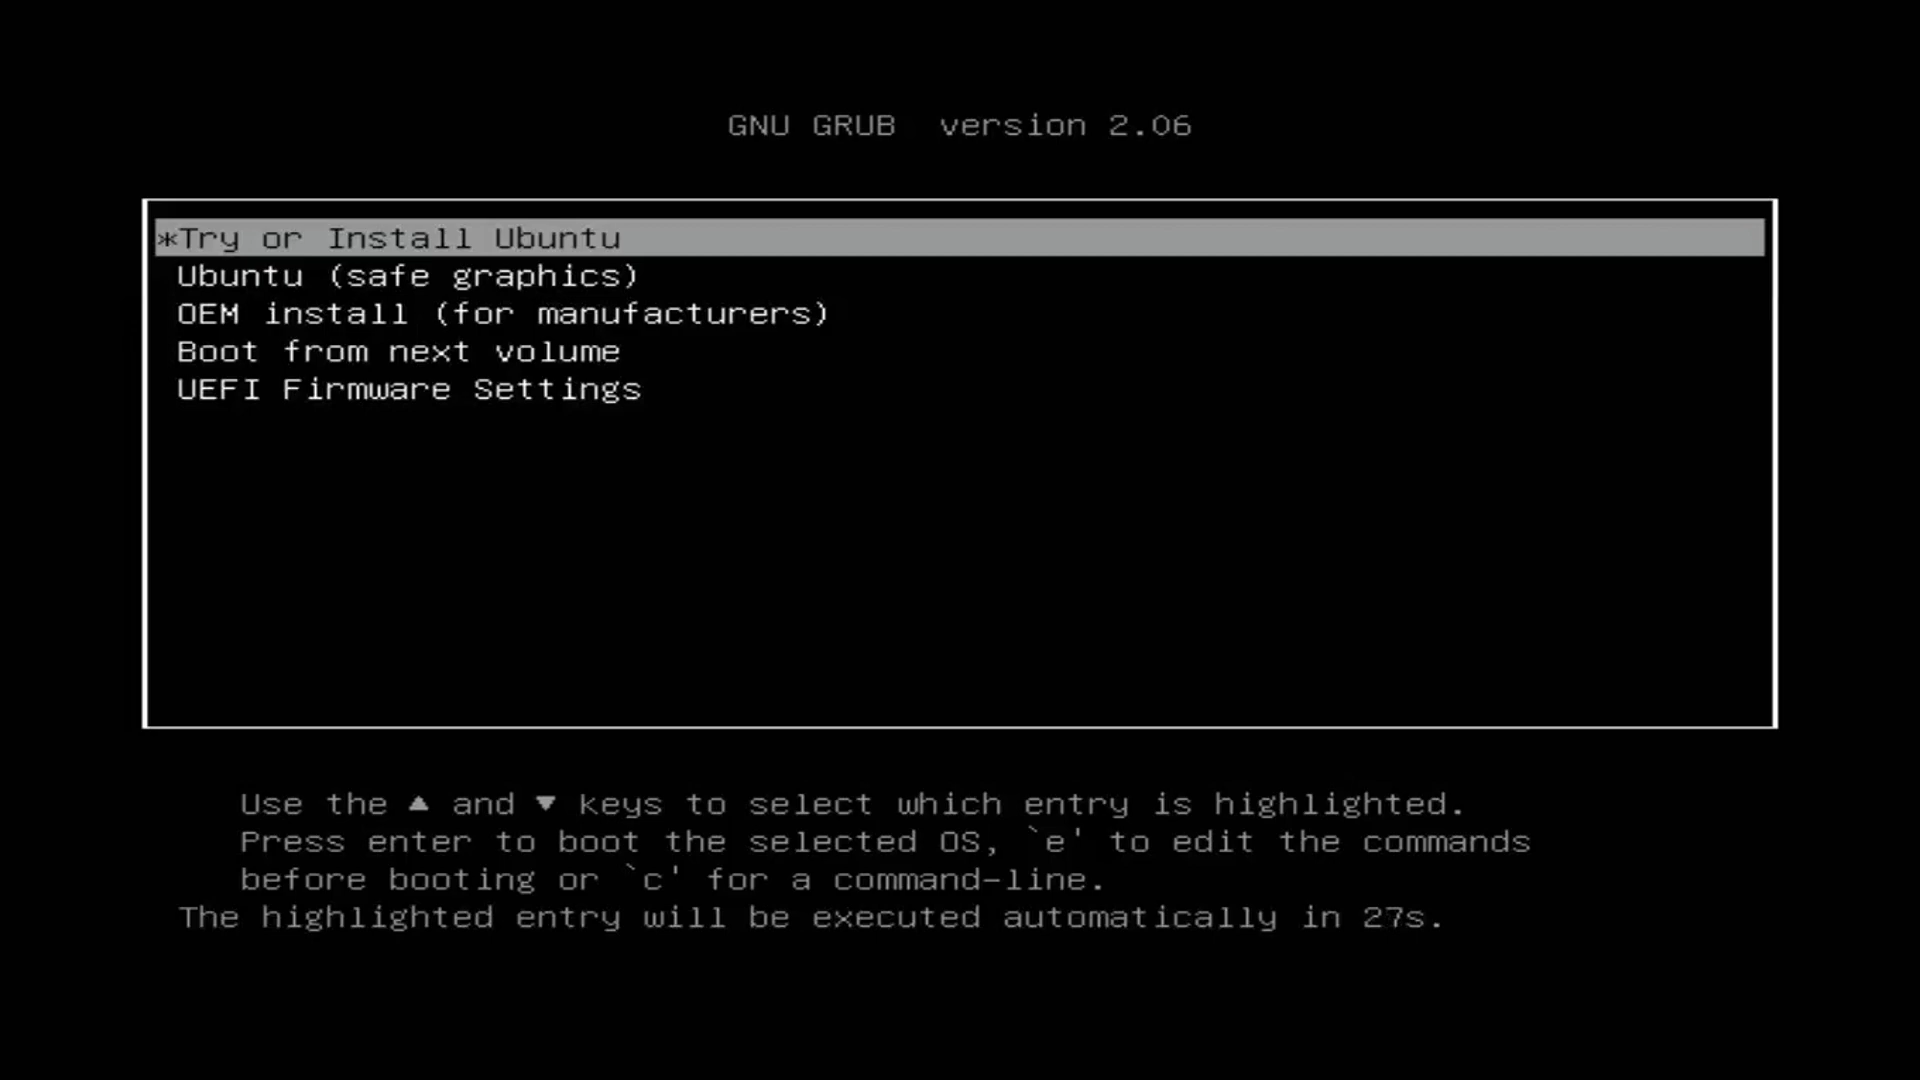 GNU GRUB  version 2.06
*Try or Install Ubuntu
Ubuntu (safe graphics)
OEM install (for manufacturers)
Boot from next volume
UEFI Firmware Settings
Use the ▲ and ▼ keys to select which entry is highlighted.
Press enter to boot the selected OS, `e' to edit the commands
before booting or `c' for a command-line.
The highlighted entry will be executed automatically in 27s.